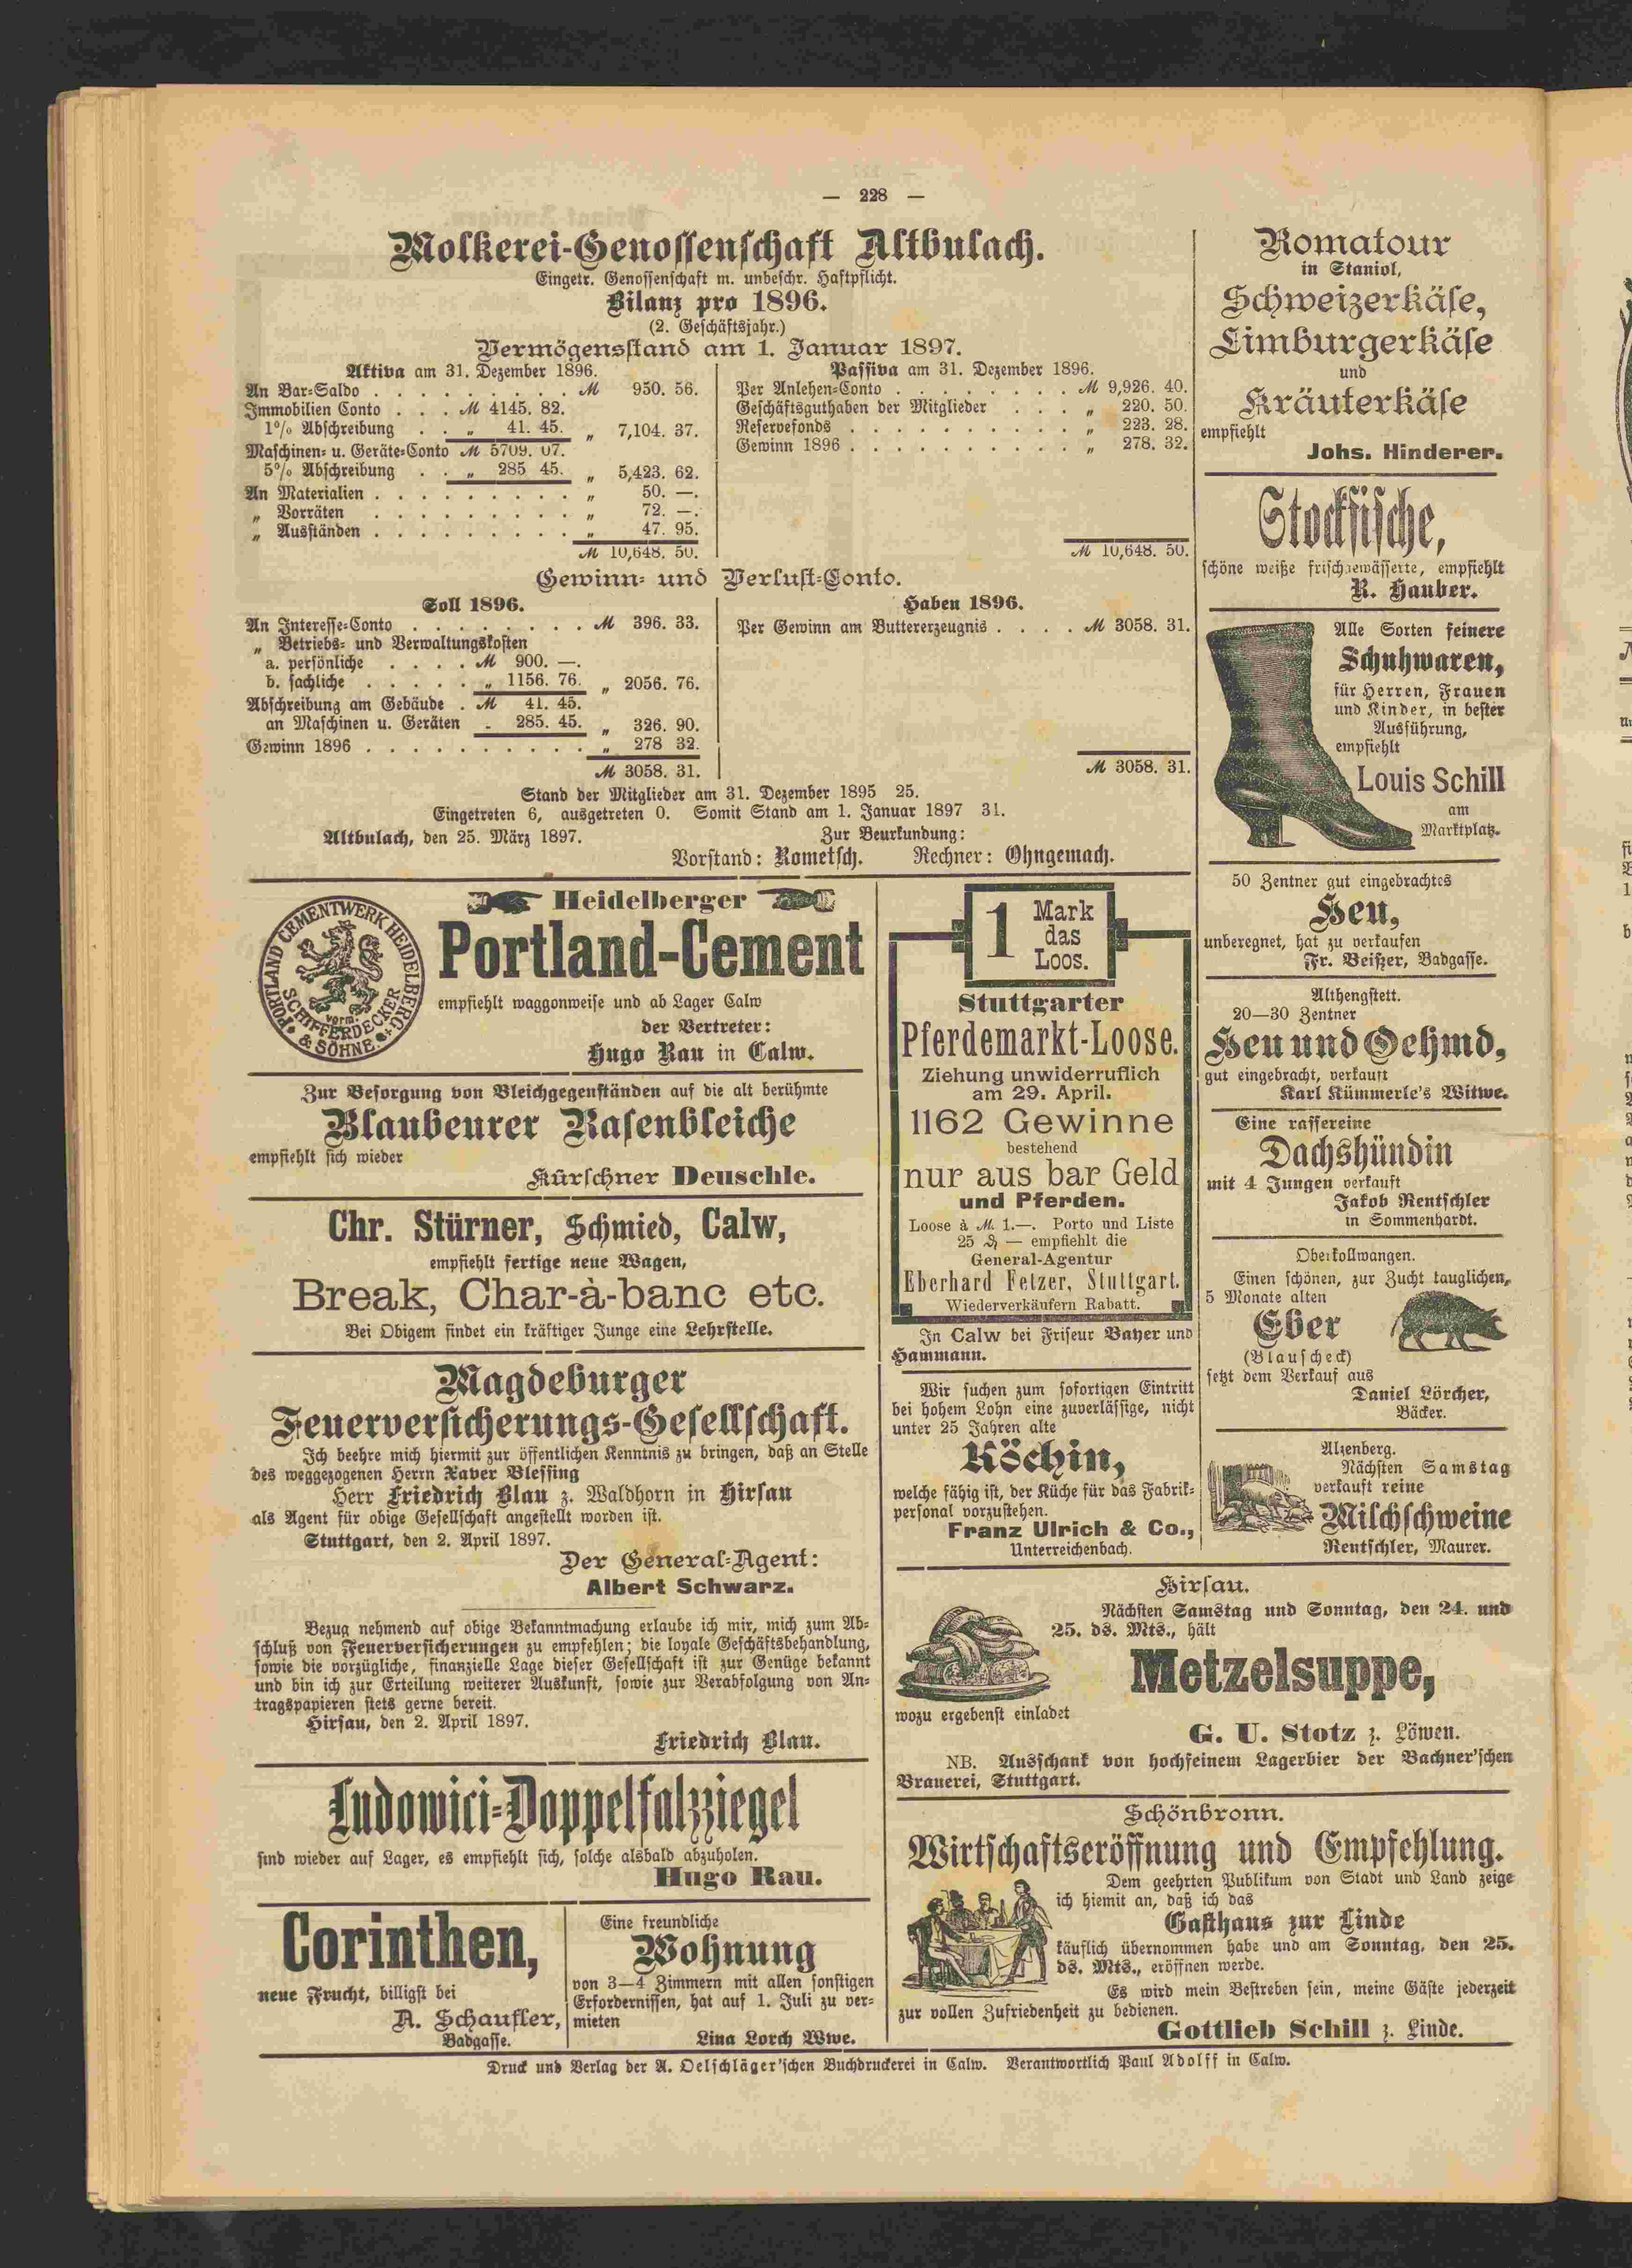 — 228 —
Molkerei-Genossenschaft Altbulach.
Eingetr. Genossenschaft m. unbeschr. Haftpflicht.
Bilanz pro 1896.
(2. Geschäftsjahr.)
Vermögensstand am 1. Januar 1897.
Aktiva am 31. Dezember 1896.
An Bar-Saldo . . . . . . . . . M 950. 56.
Immobilien Conto . . . M 4145. 82.
1% Abschreibung . . „ 41. 45. „ 7,104. 37.
Maschinen- u. Geräte-Conto M 5709. 07.
5% Abschreibung . . „ 285 45. „ 5,423. 62.
An Materialien . . . . . . . . . „ 50. —.
„ Vorräten . . . . . . . . . „ 72. —.
„ Ausständen . . . . . . . . . „ 47. 95.
M 10,648. 50.
Passiva am 31. Dezember 1896.
Per Anlehen-Conto . . . . . . . . M 9,926. 40.
Geschäftsguthaben der Mitglieder . . . „ 220. 50.
Reservefonds . . . . . . . . . . „ 223. 28.
Gewinn 1896 . . . . . . . . . . „ 278. 32.
M 10,648. 50.
Gewinn- und Verlust-Conto.
Soll 1896.
An Interesse-Conto . . . . . . . . M 396. 33.
„ Betriebs- und Verwaltungskosten
a. persönliche . . . . M 900. —.
b. sachliche . . . . . „ 1156. 76. „ 2056. 76.
Abschreibung am Gebäude . M 41. 45.
an Maschinen u. Geräten . 285. 45. „ 326. 90.
Gewinn 1896 . . . . . . . . . . „ 278 32.
M 3058. 31.
Haben 1896.
Per Gewinn am Buttererzeugnis . . . . M 3058. 31.
M 3058. 31.
Stand der Mitglieder am 31. Dezember 1895 25.
Eingetreten 6, ausgetreten 0. Somit Stand am 1. Januar 1897 31.
Altbulach, den 25. März 1897. Zur Beurkundung:
Vorstand: Rometsch. Rechner: Ohngemach.
PORTLAND CEMENTWERK HEIDELBERG
vorm.
SCHIFFERDECKER
& SÖHNE.
Heidelberger
Portland-Cement
empfiehlt waggonweise und ab Lager Calw
der Vertreter:
Hugo Rau in Calw.
Zur Besorgung von Bleichgegenständen auf die alt berühmte
Blaubeurer Rasenbleiche
empfiehlt sich wieder
Kürschner Deuschle.
Chr. Stürner, Schmied, Calw,
empfiehlt fertige neue Wagen,
Break, Char-à-banc etc.
Bei Obigem findet ein kräftiger Junge eine Lehrstelle.
Magdeburger
Feuerversicherungs-Gesellschaft.
Ich beehre mich hiermit zur öffentlichen Kenntnis zu bringen, daß an Stelle
des weggezogenen Herrn Xaver Blessing
Herr Friedrich Blau z. Waldhorn in Hirsau
als Agent für obige Gesellschaft angestellt worden ist.
Stuttgart, den 2. April 1897.
Der General-Agent:
Albert Schwarz.
Bezug nehmend auf obige Bekanntmachung erlaube ich mir, mich zum Ab-
schluß von Feuerversicherungen zu empfehlen; die loyale Geschäftsbehandlung,
sowie die vorzügliche, finanzielle Lage dieser Gesellschaft ist zur Genüge bekannt
und bin ich zur Erteilung weiterer Auskunft, sowie zur Verabfolgung von An-
tragspapieren stets gerne bereit.
Hirsau, den 2. April 1897.
Friedrich Blau.
Ludowici-Doppelfalzziegel
sind wieder auf Lager, es empfiehlt sich, solche alsbald abzuholen.
Hugo Rau.
Corinthen,
neue Frucht, billigst bei
A. Schaufler,
Badgasse.
Eine freundliche
Wohnung
von 3—4 Zimmern mit allen sonstigen
Erfordernissen, hat auf 1. Juli zu ver-
mieten
Lina Lorch Wwe.
1 Mark
das
Loos.
Stuttgarter
Pferdemarkt-Loose.
Ziehung unwiderruflich
am 29. April.
1162 Gewinne
bestehend
nur aus bar Geld
und Pferden.
Loose à M. 1.—. Porto und Liste
25 ₰ — empfiehlt die
General-Agentur
Eberhard Fetzer, Stuttgart.
Wiederverkäufern Rabatt.
In Calw bei Friseur Bayer und
Hammann.
Wir suchen zum sofortigen Eintritt
bei hohem Lohn eine zuverlässige, nicht
unter 25 Jahren alte
Köchin,
welche fähig ist, der Küche für das Fabrik-
personal vorzustehen.
Franz Ulrich & Co.,
Unterreichenbach.
Romatour
in Staniol,
Schweizerkäse,
Limburgerkäse
und
Kräuterkäse
empfiehlt
Johs. Hinderer.
Stockfische,
schöne weiße frischgewässerte, empfiehlt
R. Hauber.
Alle Sorten feinere
Schuhwaren,
für Herren, Frauen
und Kinder, in bester
Ausführung,
empfiehlt
Louis Schill
am
Marktplatz.
50 Zentner gut eingebrachtes
Heu,
unberegnet, hat zu verkaufen
Fr. Beißer, Badgasse.
Althengstett.
20—30 Zentner
Heu und Oehmd,
gut eingebracht, verkauft
Karl Kümmerle's Witwe.
Eine rassereine
Dachshündin
mit 4 Jungen verkauft
Jakob Rentschler
in Sommenhardt.
Oberkollwangen.
Einen schönen, zur Zucht tauglichen,
5 Monate alten
Eber
(Blauscheck)
setzt dem Verkauf aus
Daniel Lörcher,
Bäcker.
Alzenberg.
Nächsten Samstag
verkauft reine
Milchschweine
Rentschler, Maurer.
Hirsau.
Nächsten Samstag und Sonntag, den 24. und
25. ds. Mts., hält
Metzelsuppe,
wozu ergebenst einladet
G. U. Stotz z. Löwen.
NB. Ausschank von hochfeinem Lagerbier der Bachner'schen
Brauerei, Stuttgart.
Schönbronn.
Wirtschaftseröffnung und Empfehlung.
Dem geehrten Publikum von Stadt und Land zeige
ich hiemit an, daß ich das
Gasthaus zur Linde
käuflich übernommen habe und am Sonntag, den 25.
ds. Mts., eröffnen werde.
Es wird mein Bestreben sein, meine Gäste jederzeit
zur vollen Zufriedenheit zu bedienen.
Gottlieb Schill z. Linde.
Druck und Verlag der A. Oelschläger'schen Buchdruckerei in Calw. Verantwortlich Paul Adolff in Calw.